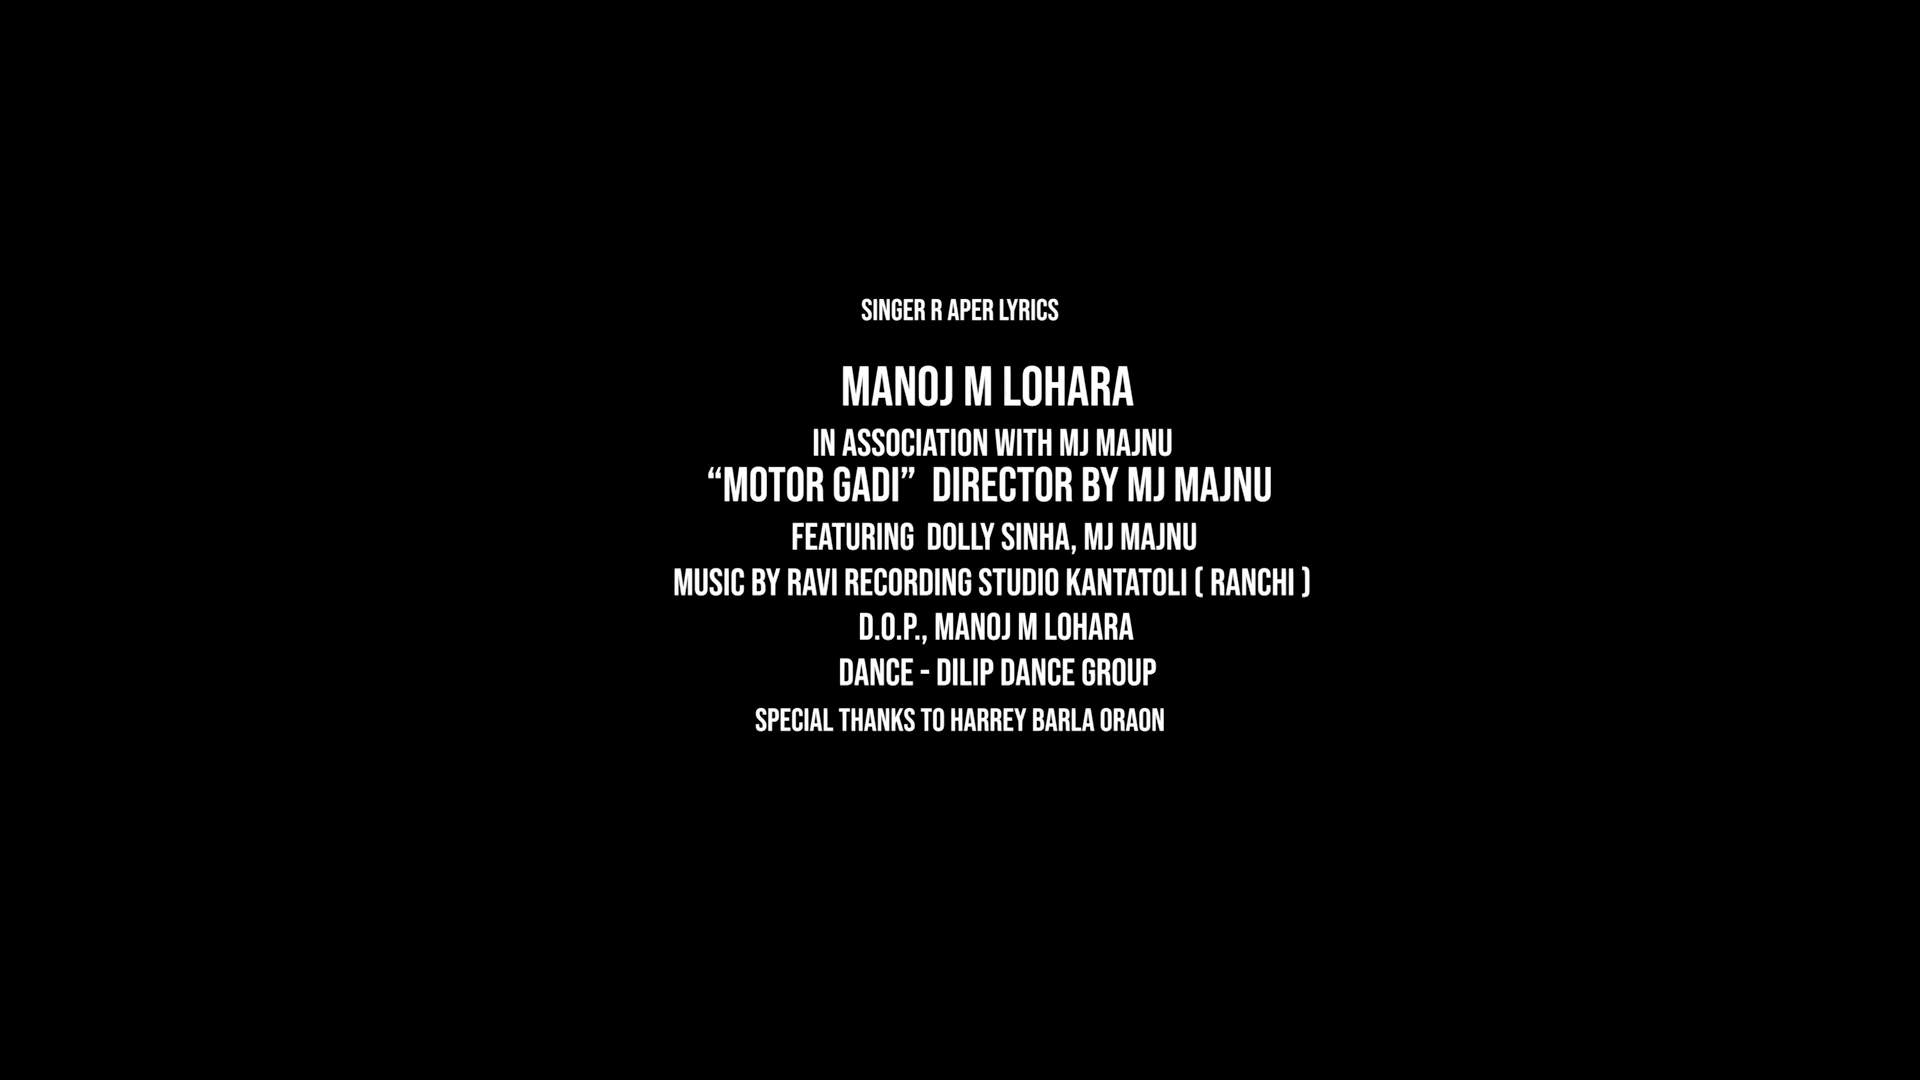 SINGER R APER LYRICS
MANOJ M LOHARA
IN ASSOCIATION WITH MJ MAJNU
“MOTOR GADI”  DIRECTOR BY MJ MAJNU
FEATURING  DOLLY SINHA, MJ MAJNU
MUSIC BY RAVI RECORDING STUDIO KANTATOLI ( RANCHI )
D.O.P., MANOJ M LOHARA
DANCE - DILIP DANCE GROUP
SPECIAL THANKS TO HARREY BARLA ORAON